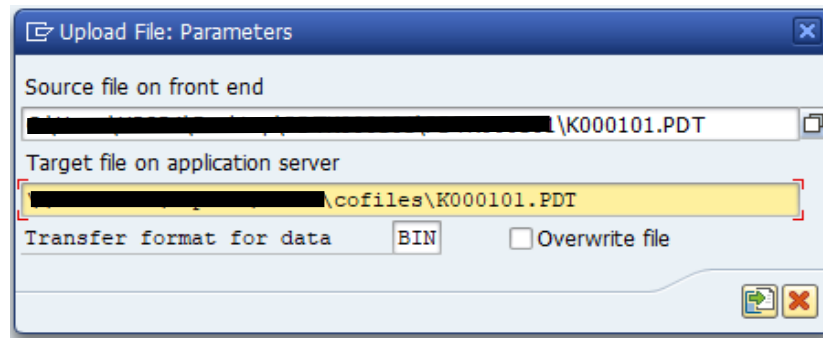 Upload File: Parameters
Source file on front end
\K000101.PDT
Target file on application server
\cofiles\K000101.PDT
Transfer format for data BIN Overwrite file